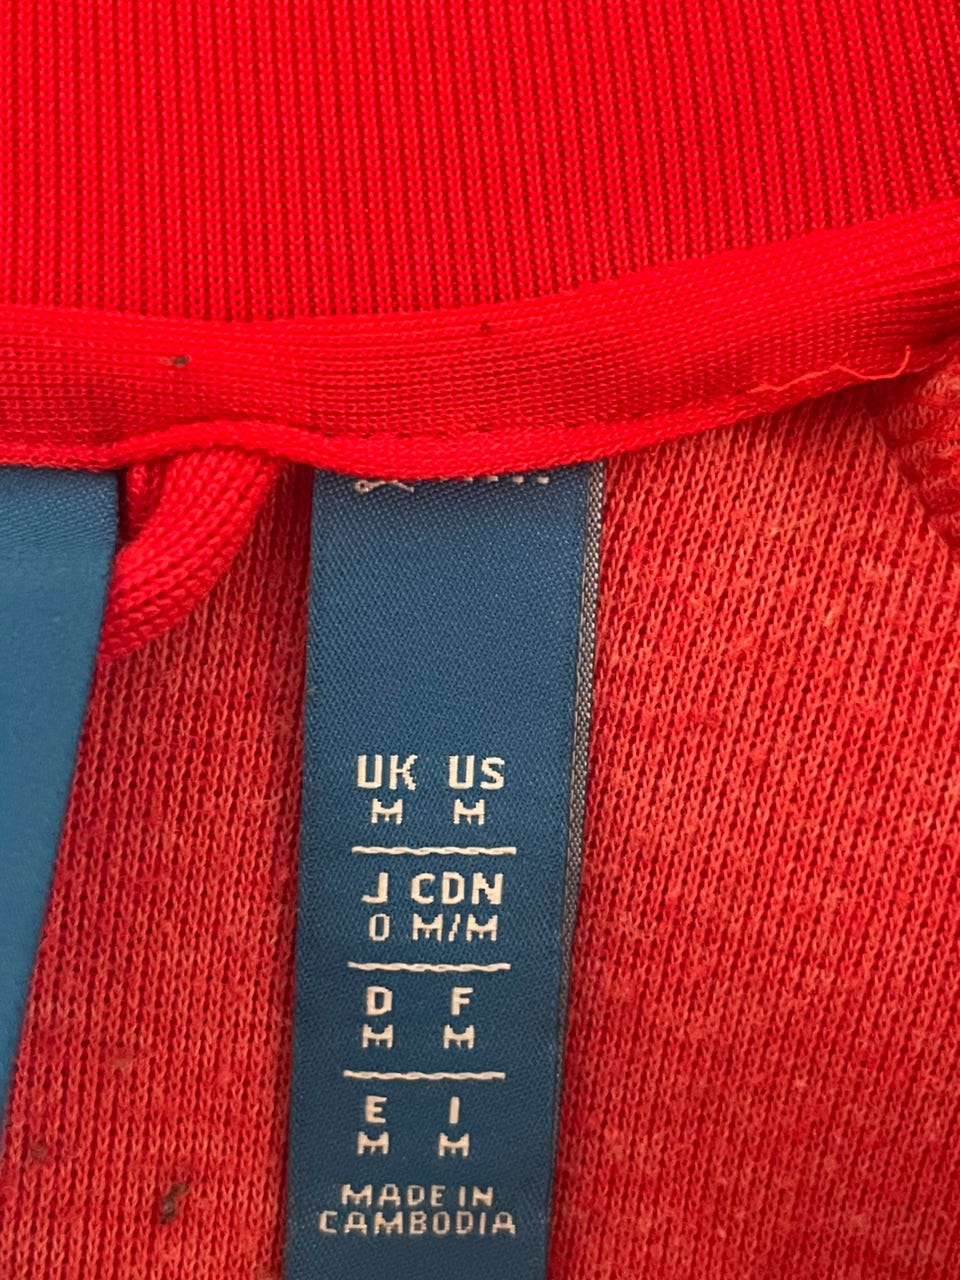 UK US
M M
J CDN
O M/M
D F
M M
E I
M M
MADE IN
CAMBODIA